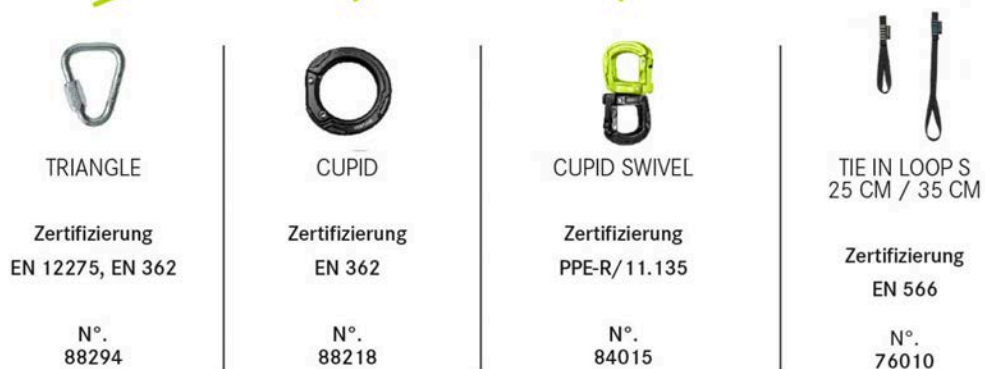 TRIANGLE
Zertifizierung
EN 12275, EN 362
N°.
88294
CUPID
Zertifizierung
EN 362
N°.
88218
CUPID SWIVEL
Zertifizierung
PPE-R/11.135
N°.
84015
TIE IN LOOP S
25 CM / 35 CM
Zertifizierung
EN 566
N°.
76010